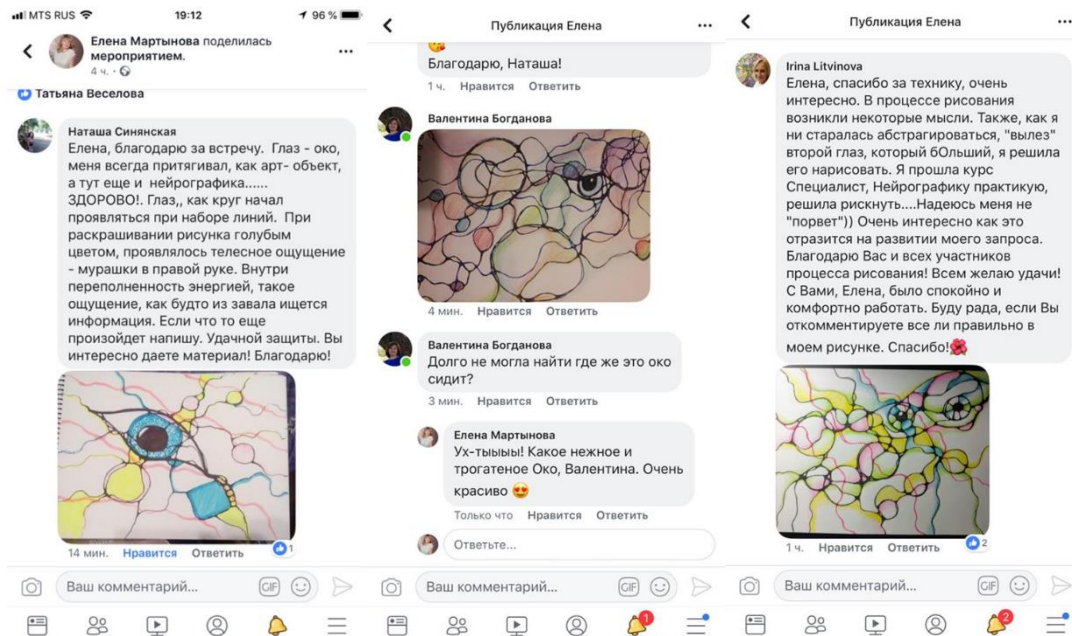 MTS RUS
19:12
96 %
Елена Мартынова поделилась
мероприятием.
4 ч.
Татьяна Веселова
Наташа Синянская
Елена, благодарю за встречу. Глаз - око,
меня всегда притягивал, как арт- объект,
а тут еще и нейрографика......
ЗДОРОВО!. Глаз,, как круг начал
проявляться при наборе линий. При
раскрашивании рисунка голубым
цветом, проявлялось телесное ощущение
- мурашки в правой руке. Внутри
переполненность энергией, такое
ощущение, как будто из завала ищется
информация. Если что то еще
произойдет напишу. Удачной защиты. Вы
интересно даете материал! Благодарю!
14 мин. Нравится Ответить
1
Ваш комментарий...
GIF
Публикация Елена
Благодарю, Наташа!
1 ч. Нравится Ответить
Валентина Богданова
4 мин. Нравится Ответить
Валентина Богданова
Долго не могла найти где же это око
сидит?
3 мин. Нравится Ответить
Елена Мартынова
Ух-тыыыы! Какое нежное и
трогатеное Око, Валентина. Очень
красиво
Только что Нравится Ответить
Ответьте...
Ваш комментарий...
GIF
1
Публикация Елена
Irina Litvinova
Елена, спасибо за технику, очень
интересно. В процессе рисования
возникли некоторые мысли. Также, как я
ни старалась абстрагироваться, "вылез"
второй глаз, который бОльший, я решила
его нарисовать. Я прошла курс
Специалист, Нейрографику практикую,
решила рискнуть....Надеюсь меня не
"порвет")) Очень интересно как это
отразится на развитии моего запроса.
Благодарю Вас и всех участников
процесса рисования! Всем желаю удачи!
С Вами, Елена, было спокойно и
комфортно работать. Буду рада, если Вы
откомментируете все ли правильно в
моем рисунке. Спасибо!
1 ч. Нравится Ответить
2
Ваш комментарий...
GIF
2